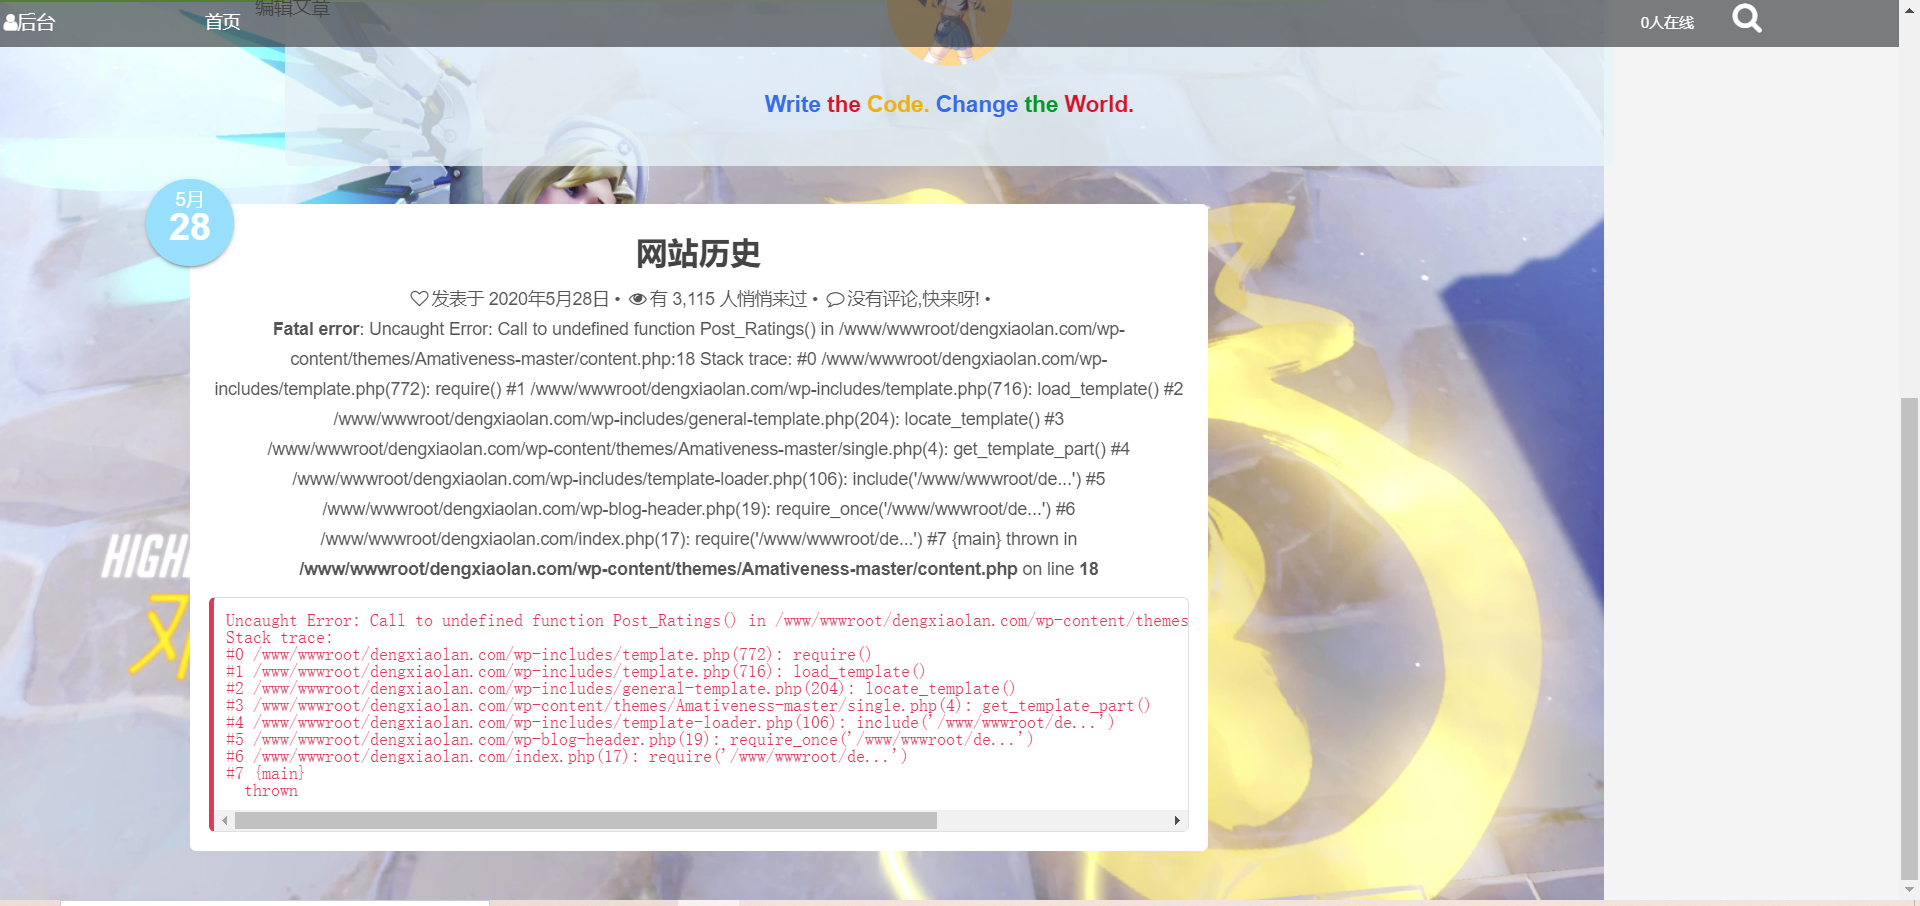 编辑文章
后台
首页
0人在线
Write the Code. Change the World.
5月
28
网站历史
发表于 2020年5月28日 • 有 3,115 人悄悄来过 • 没有评论,快来呀! •
Fatal error: Uncaught Error: Call to undefined function Post_Ratings() in /www/wwwroot/dengxiaolan.com/wp-
content/themes/Amativeness-master/content.php:18 Stack trace: #0 /www/wwwroot/dengxiaolan.com/wp-
includes/template.php(772): require() #1 /www/wwwroot/dengxiaolan.com/wp-includes/template.php(716): load_template() #2
/www/wwwroot/dengxiaolan.com/wp-includes/general-template.php(204): locate_template() #3
/www/wwwroot/dengxiaolan.com/wp-content/themes/Amativeness-master/single.php(4): get_template_part() #4
/www/wwwroot/dengxiaolan.com/wp-includes/template-loader.php(106): include('/www/wwwroot/de...') #5
/www/wwwroot/dengxiaolan.com/wp-blog-header.php(19): require_once('/www/wwwroot/de...') #6
/www/wwwroot/dengxiaolan.com/index.php(17): require('/www/wwwroot/de...') #7 {main} thrown in
/www/wwwroot/dengxiaolan.com/wp-content/themes/Amativeness-master/content.php on line 18
HIGH
Uncaught Error: Call to undefined function Post_Ratings() in /www/wwwroot/dengxiaolan.com/wp-content/themes
Stack trace:
#0 /www/wwwroot/dengxiaolan.com/wp-includes/template.php(772): require()
#1 /www/wwwroot/dengxiaolan.com/wp-includes/template.php(716): load_template()
#2 /www/wwwroot/dengxiaolan.com/wp-includes/general-template.php(204): locate_template()
#3 /www/wwwroot/dengxiaolan.com/wp-content/themes/Amativeness-master/single.php(4): get_template_part()
#4 /www/wwwroot/dengxiaolan.com/wp-includes/template-loader.php(106): include('/www/wwwroot/de...')
#5 /www/wwwroot/dengxiaolan.com/wp-blog-header.php(19): require_once('/www/wwwroot/de...')
#6 /www/wwwroot/dengxiaolan.com/index.php(17): require('/www/wwwroot/de...')
#7 {main}
thrown